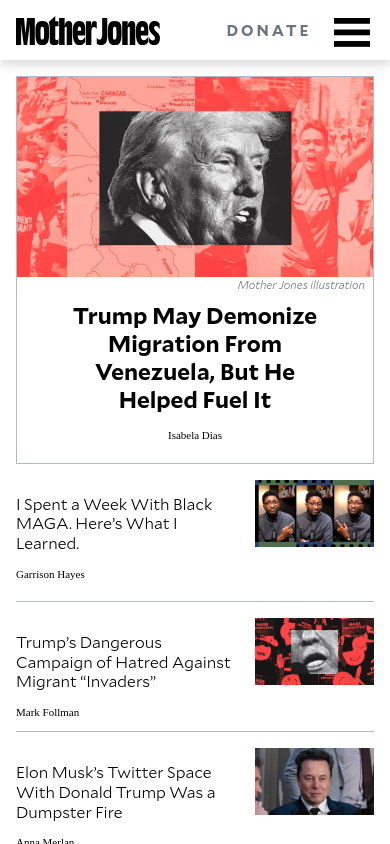 Mother Jones
DONATE
CARACAS
Mother Jones illustration
Trump May Demonize
Migration From
Venezuela, But He
Helped Fuel It
Isabela Dias
I Spent a Week With Black
MAGA. Here’s What I
Learned.
Garrison Hayes
Trump’s Dangerous
Campaign of Hatred Against
Migrant “Invaders”
Mark Follman
Elon Musk’s Twitter Space
With Donald Trump Was a
Dumpster Fire
Anna Merlan